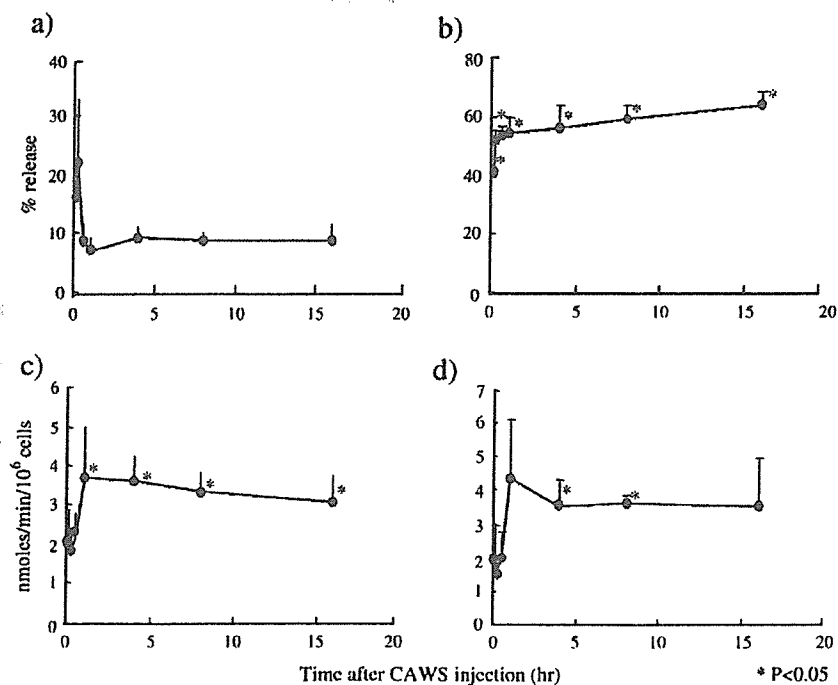 a)
b)
% release
40
30
20
10
0
0 5 10 15 20
80
60
40
20
0
0 5 10 15 20
* * * * * *
c)
d)
nmoles/min/10⁶ cells
6
5
4
3
2
1
0
0 5 10 15 20
* * * *
7
6
5
4
3
2
1
0
0 5 10 15 20
* *
Time after CAWS injection (hr)
* P<0.05